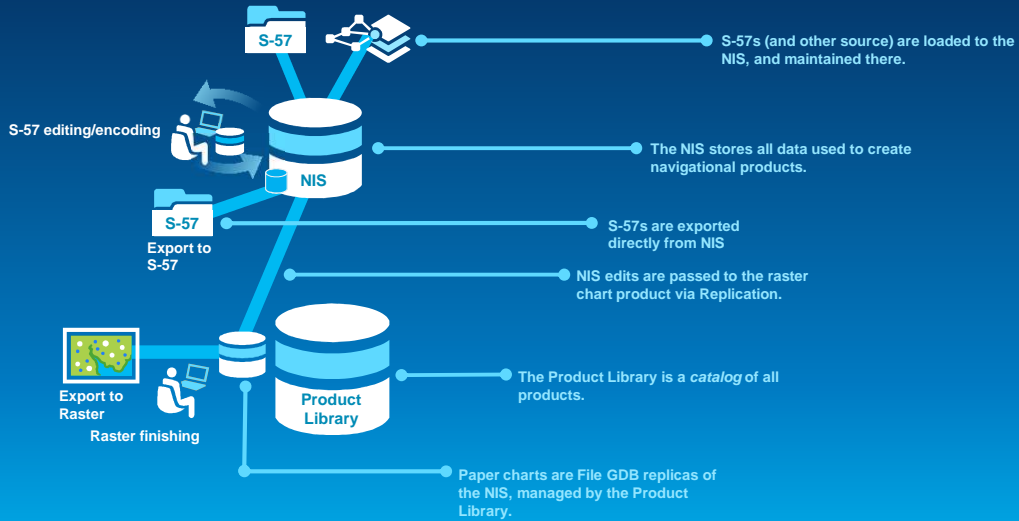 S-57
S-57s (and other source) are loaded to the
NIS, and maintained there.
S-57 editing/encoding
The NIS stores all data used to create
navigational products.
NIS
S-57
Export to
S-57
S-57s are exported
directly from NIS
NIS edits are passed to the raster
chart product via Replication.
Product
Library
The Product Library is a catalog of all
products.
Export to
Raster
Raster finishing
Paper charts are File GDB replicas of
the NIS, managed by the Product
Library.